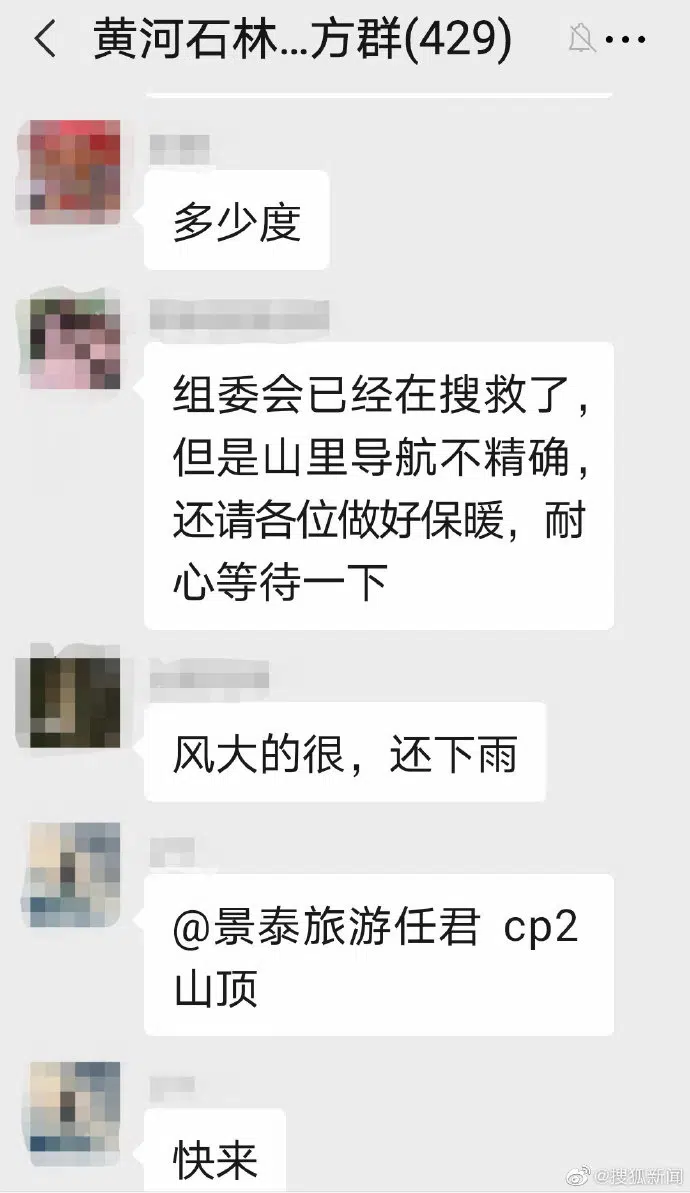 黄河石林...方群(429)
多少度
组委会已经在搜救了，
但是山里导航不精确，
还请各位做好保暖，耐
心等待一下
风大的很，还下雨
@景泰旅游任君 cp2
山顶
快来
@搜狐新闻